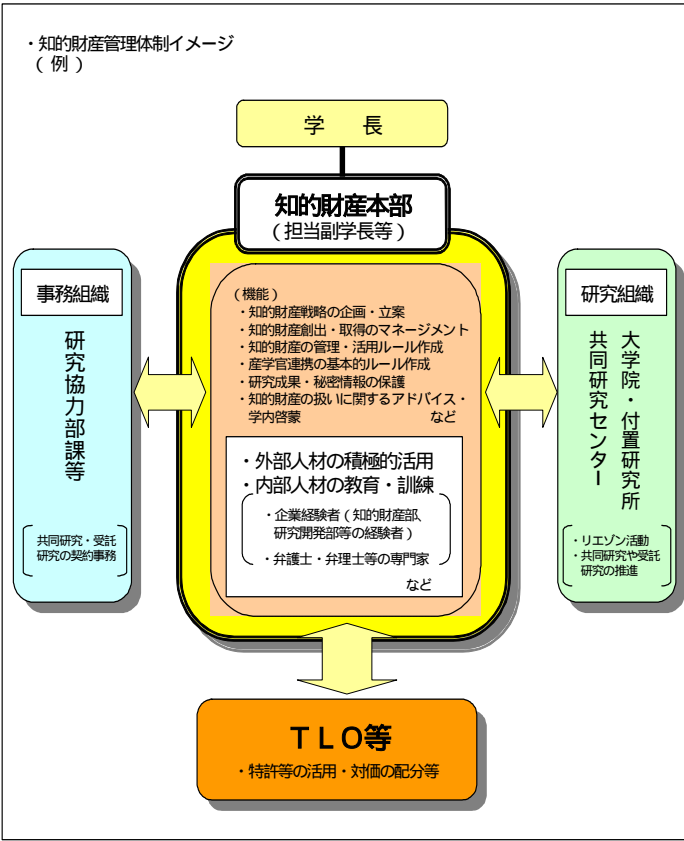 ・知的財産管理体制イメージ
（ 例 ）
学　長
知的財産本部
（ 担当副学長等 ）
事務組織
研究協力部課等
共同研究・受託
研究の契約事務
（機能）
・知的財産戦略の企画・立案
・知的財産創出・取得のマネージメント
・知的財産の管理・活用ルール作成
・産学官連携の基本的ルール作成
・研究成果・秘密情報の保護
・知的財産の扱いに関するアドバイス・
学内啓蒙　など
・外部人材の積極的活用
・内部人材の教育・訓練
・企業経験者（ 知的財産部、
研究開発部等の経験者 ）
・弁護士・弁理士等の専門家
など
研究組織
大学院・付置研究所
共同研究センター
・リエゾン活動
・共同研究や受託
研究の推進
ＴＬＯ等
・特許等の活用・対価の配分等